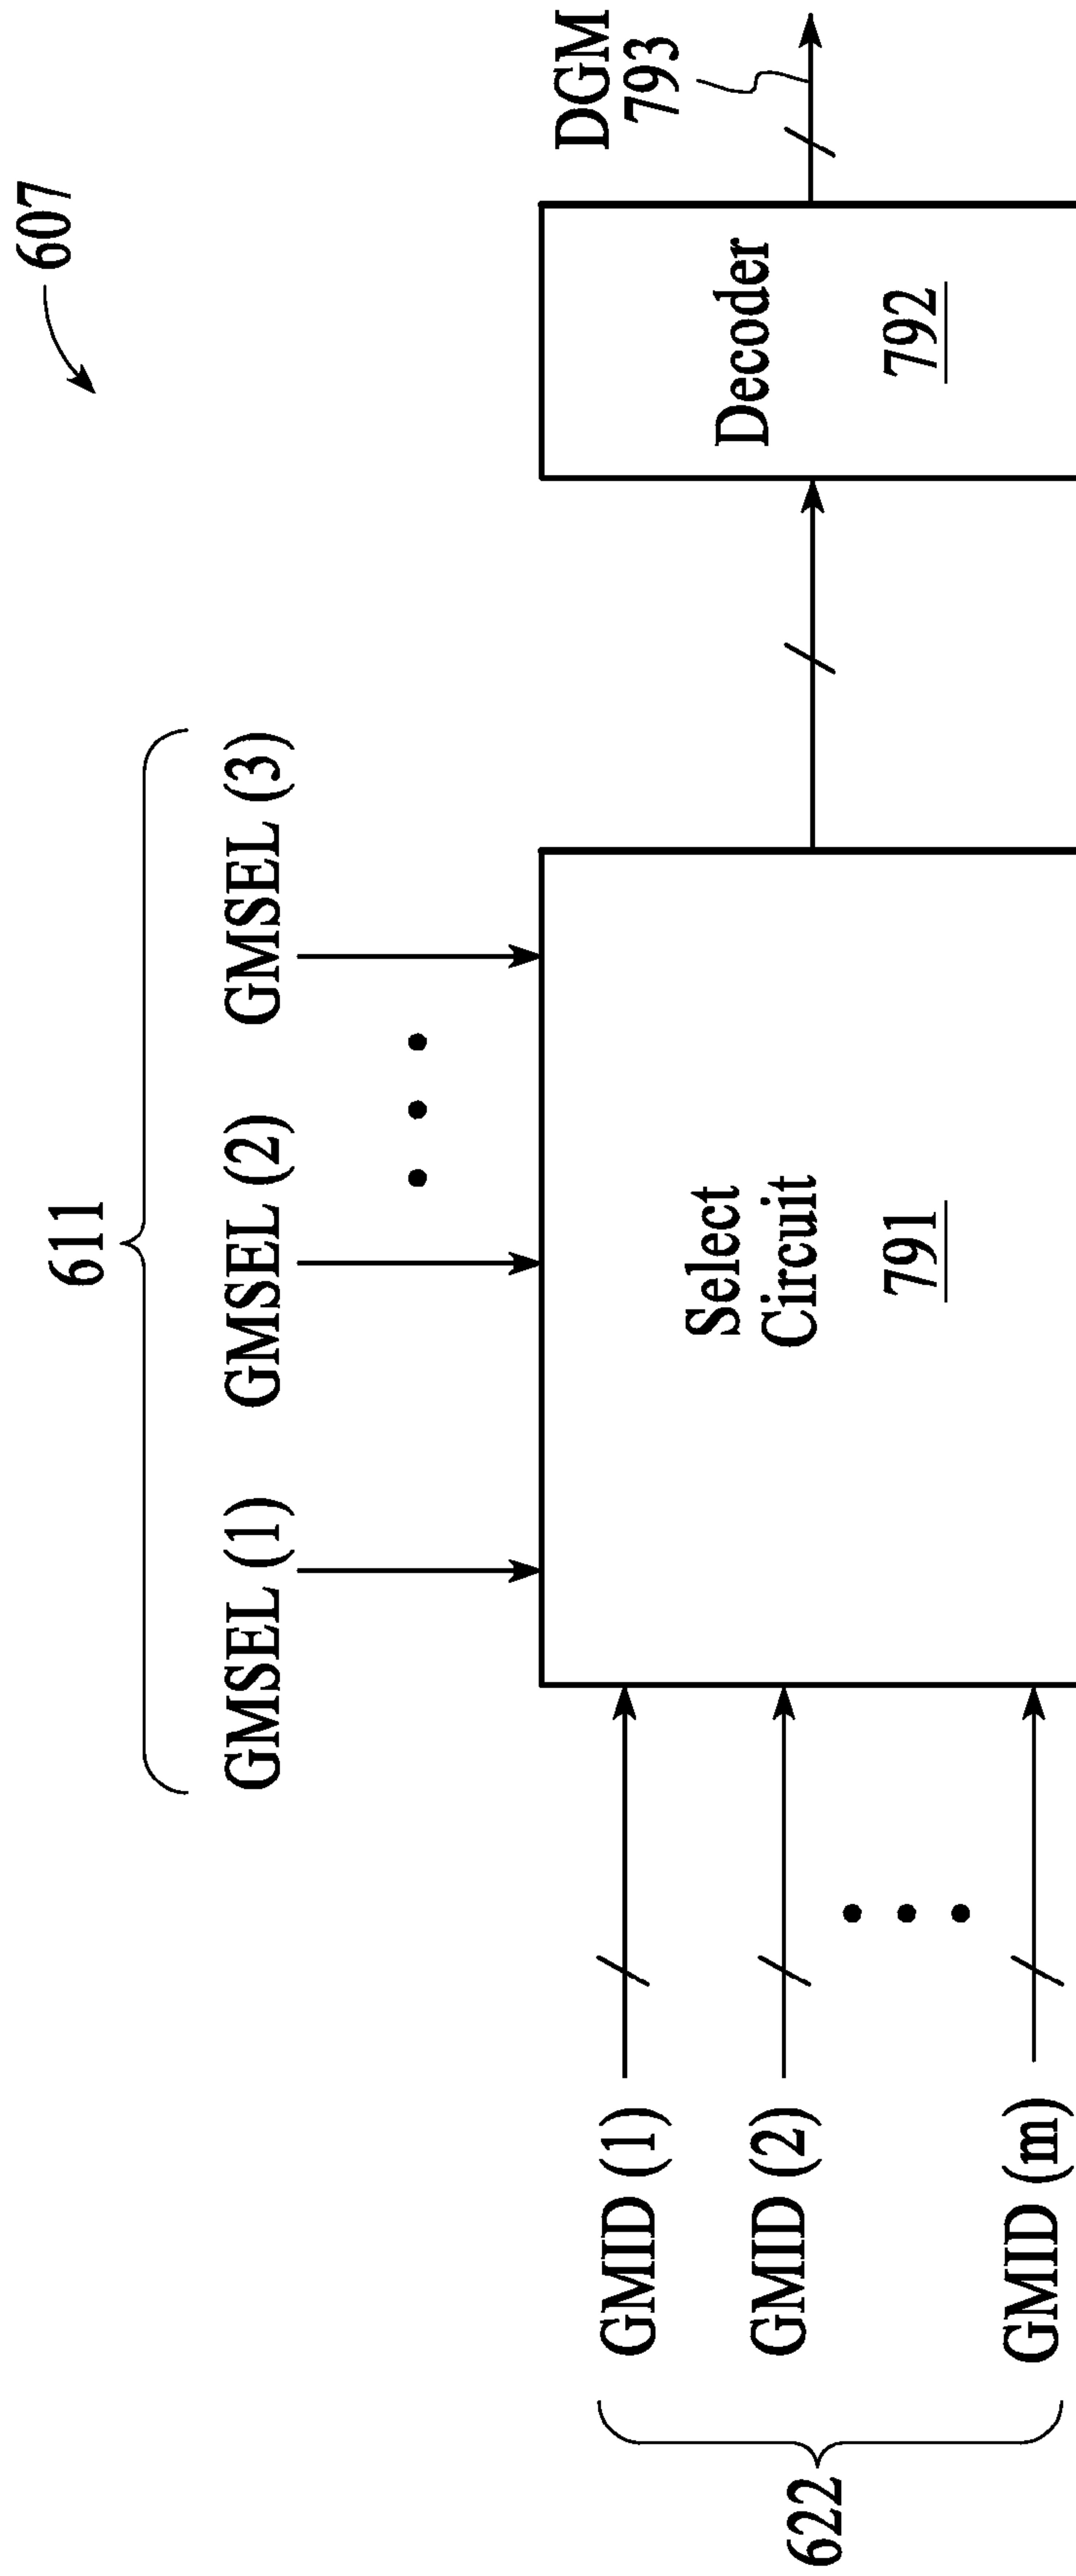 607
611
GMSEL (1)
GMSEL (2)
GMSEL (3)
DGM
793
GMID (1)
GMID (2)
GMID (m)
622
Select
Circuit
791
Decoder
792